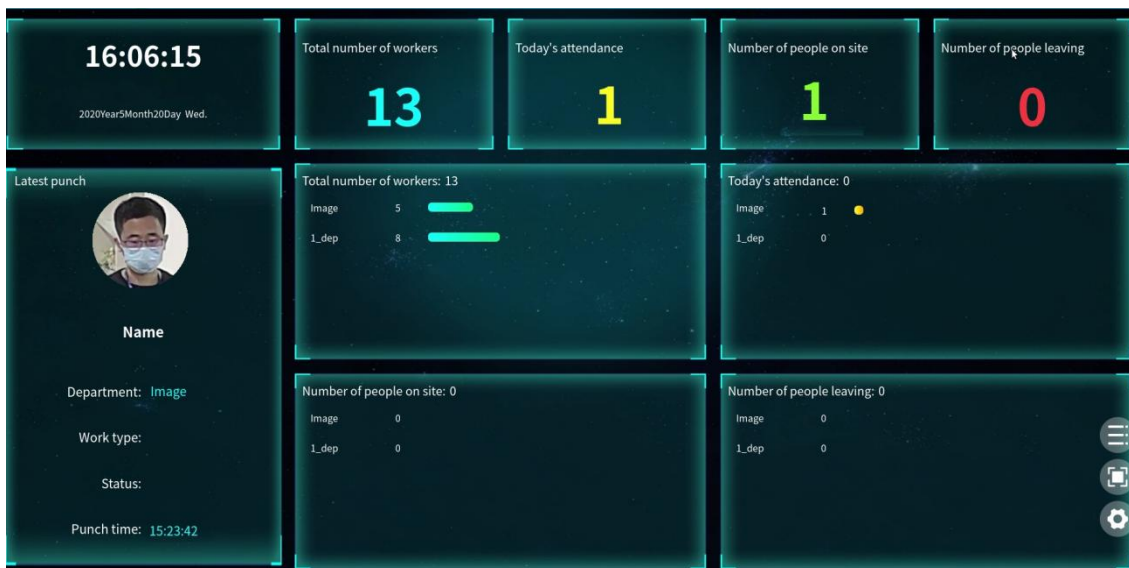 16:06:15
2020Year5Month20Day Wed.
Total number of workers
13
Today's attendance
1
Number of people on site
1
Number of people leaving
0
Latest punch
Name
Department: Image
Work type:
Status:
Punch time: 15:23:42
Total number of workers: 13
Image 5
1_dep 8
Today's attendance: 0
Image 1
1_dep 0
Number of people on site: 0
Image 0
1_dep 0
Number of people leaving: 0
Image 0
1_dep 0